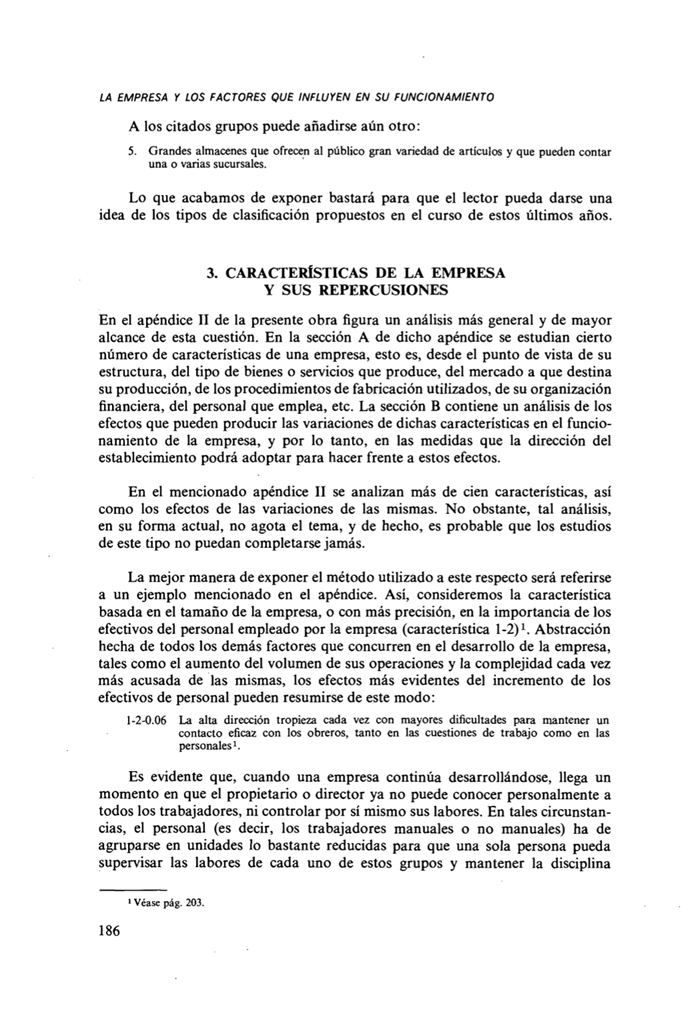 LA EMPRESA Y LOS FACTORES QUE INFLUYEN EN SU FUNCIONAMIENTO
A los citados grupos puede añadirse aún otro:
5. Grandes almacenes que ofrecen al público gran variedad de artículos y que pueden contar
una o varias sucursales.
Lo que acabamos de exponer bastará para que el lector pueda darse una
idea de los tipos de clasificación propuestos en el curso de estos últimos años.
3. CARACTERÍSTICAS DE LA EMPRESA
Y SUS REPERCUSIONES
En el apéndice II de la presente obra figura un análisis más general y de mayor
alcance de esta cuestión. En la sección A de dicho apéndice se estudian cierto
número de características de una empresa, esto es, desde el punto de vista de su
estructura, del tipo de bienes o servicios que produce, del mercado a que destina
su producción, de los procedimientos de fabricación utilizados, de su organización
financiera, del personal que emplea, etc. La sección B contiene un análisis de los
efectos que pueden producir las variaciones de dichas características en el funcio-
namiento de la empresa, y por lo tanto, en las medidas que la dirección del
establecimiento podrá adoptar para hacer frente a estos efectos.
En el mencionado apéndice II se analizan más de cien características, así
como los efectos de las variaciones de las mismas. No obstante, tal análisis,
en su forma actual, no agota el tema, y de hecho, es probable que los estudios
de este tipo no puedan completarse jamás.
La mejor manera de exponer el método utilizado a este respecto será referirse
a un ejemplo mencionado en el apéndice. Así, consideremos la característica
basada en el tamaño de la empresa, o con más precisión, en la importancia de los
efectivos del personal empleado por la empresa (característica 1-2)¹. Abstracción
hecha de todos los demás factores que concurren en el desarrollo de la empresa,
tales como el aumento del volumen de sus operaciones y la complejidad cada vez
más acusada de las mismas, los efectos más evidentes del incremento de los
efectivos de personal pueden resumirse de este modo:
1-2-0.06 La alta dirección tropieza cada vez con mayores dificultades para mantener un
contacto eficaz con los obreros, tanto en las cuestiones de trabajo como en las
personales¹.
Es evidente que, cuando una empresa continúa desarrollándose, llega un
momento en que el propietario o director ya no puede conocer personalmente a
todos los trabajadores, ni controlar por sí mismo sus labores. En tales circunstan-
cias, el personal (es decir, los trabajadores manuales o no manuales) ha de
agruparse en unidades lo bastante reducidas para que una sola persona pueda
supervisar las labores de cada uno de estos grupos y mantener la disciplina
¹ Véase pág. 203.
186